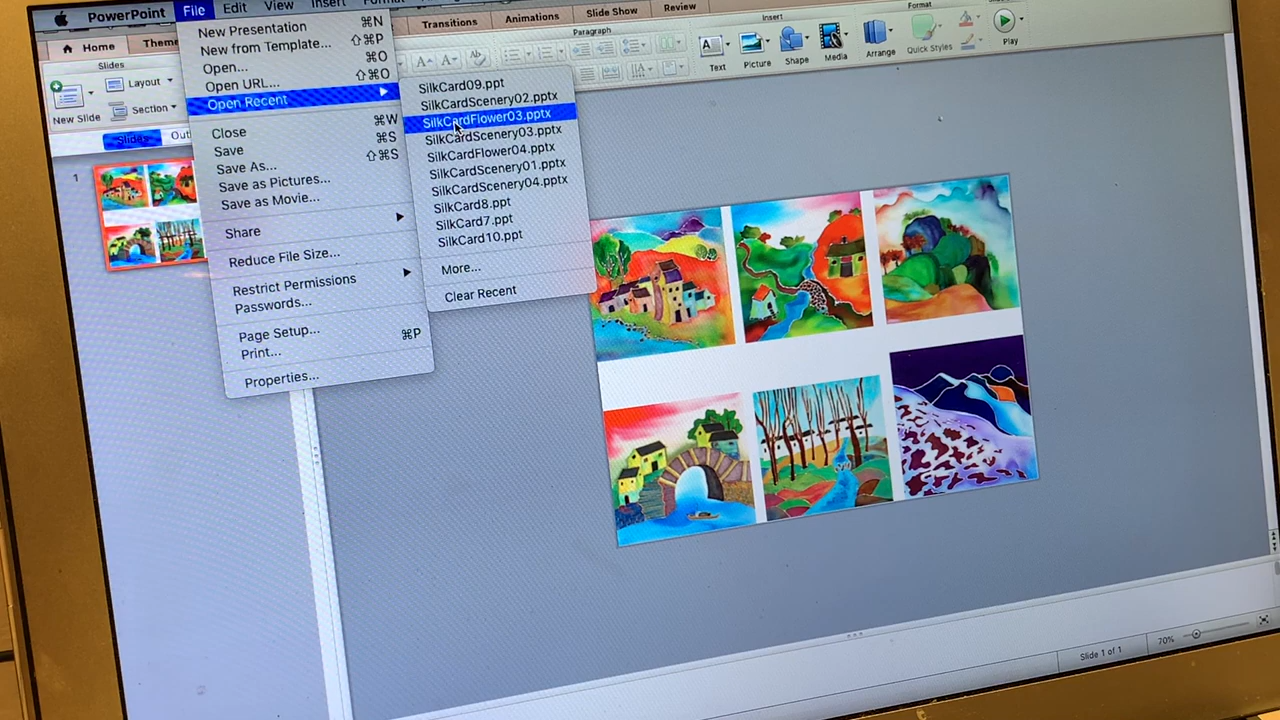 PowerPoint File Edit View Insert Format
Home Theme Transitions Animations Slide Show Review
Slides Paragraph Insert Format
New Slide Layout Section Text Picture Shape Media Arrange Quick Styles Play
Slides
1
New Presentation ⌘N
New from Template... ⇧⌘P
Open... ⌘O
Open URL... ⇧⌘O
Open Recent
Close ⌘W
Save ⌘S
Save As... ⇧⌘S
Save as Pictures...
Save as Movie...
Share
Reduce File Size...
Restrict Permissions
Passwords...
Page Setup...
Print... ⌘P
Properties...
SilkCard09.ppt
SilkCardScenery02.pptx
SilkCardFlower03.pptx
SilkCardScenery03.pptx
SilkCardFlower04.pptx
SilkCardScenery01.pptx
SilkCardScenery04.pptx
SilkCard8.ppt
SilkCard7.ppt
SilkCard10.ppt
More...
Clear Recent
Slide 1 of 1 70%